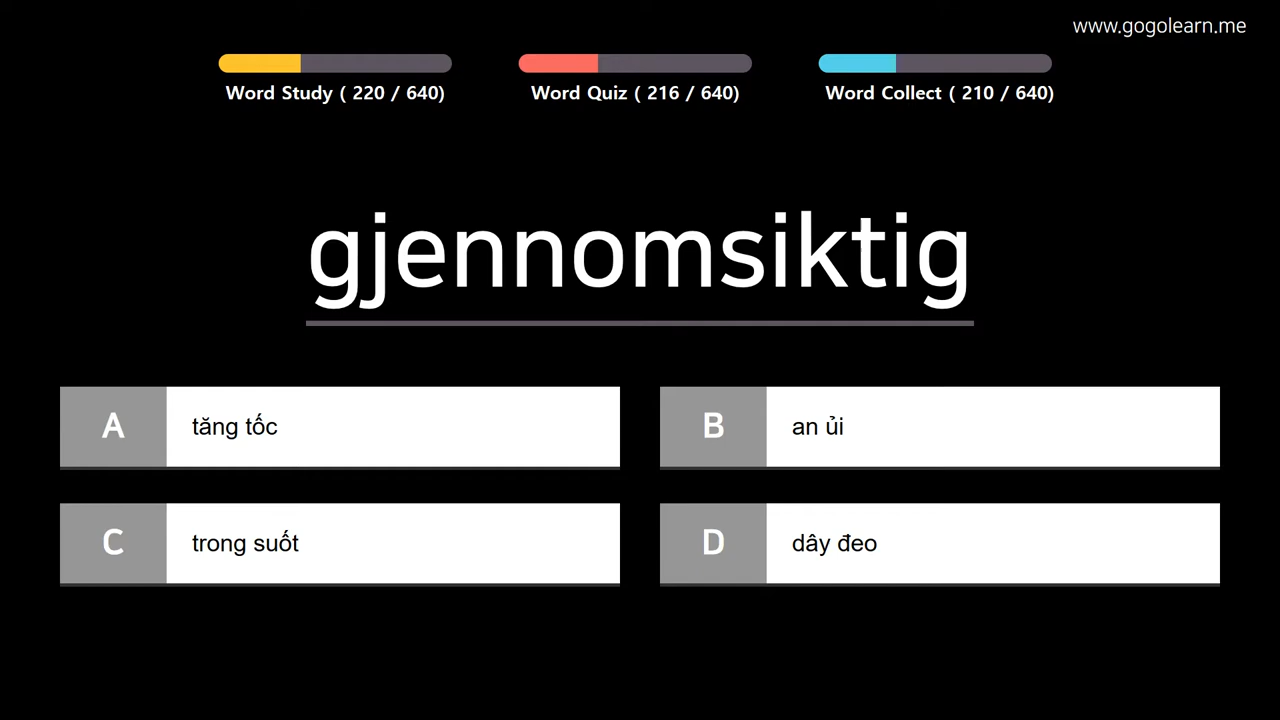 www.gogolearn.me
Word Study ( 220 / 640)
Word Quiz ( 216 / 640)
Word Collect ( 210 / 640)
gjennomsiktig
A tăng tốc
B an ủi
C trong suốt
D dây đeo